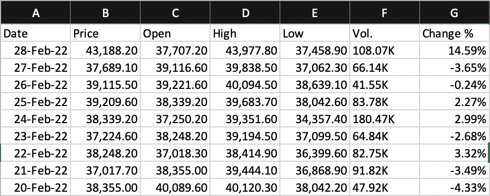 A B C D E F G
Date Price Open High Low Vol. Change %
28-Feb-22 43,188.20 37,707.20 43,977.80 37,458.90 108.07K 14.59%
27-Feb-22 37,689.10 39,116.60 39,838.50 37,062.30 66.14K -3.65%
26-Feb-22 39,115.50 39,221.60 40,094.50 38,639.10 41.55K -0.24%
25-Feb-22 39,209.60 38,339.20 39,683.70 38,042.60 83.78K 2.27%
24-Feb-22 38,339.20 37,250.20 39,351.60 34,357.40 180.47K 2.99%
23-Feb-22 37,224.60 38,248.20 39,194.50 37,099.50 64.84K -2.68%
22-Feb-22 38,248.20 37,018.30 38,414.90 36,399.60 82.75K 3.32%
21-Feb-22 37,017.70 38,355.00 39,444.10 36,868.90 91.82K -3.49%
20-Feb-22 38,355.00 40,089.60 40,120.30 38,042.20 47.92K -4.33%